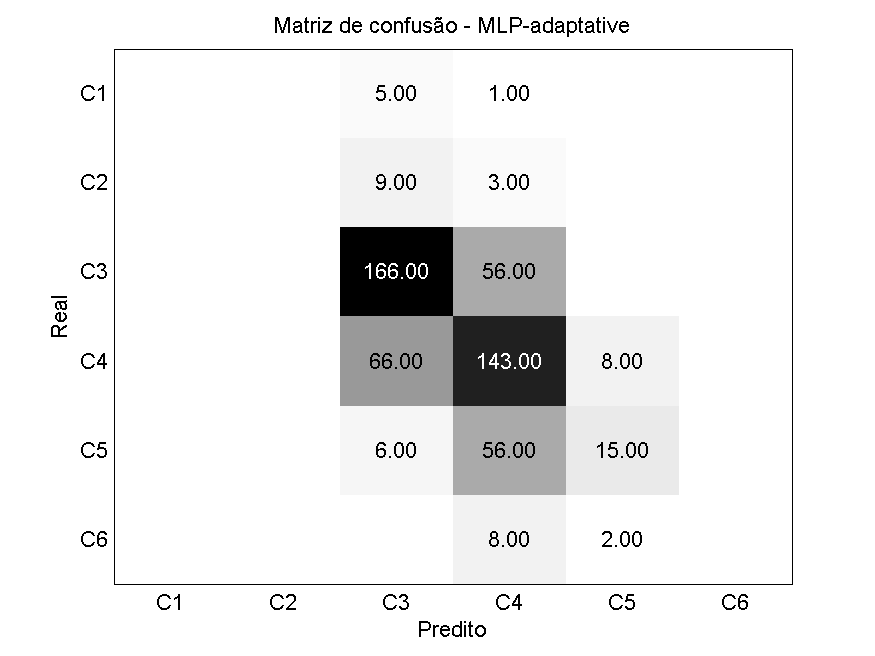 Matriz de confusão - MLP-adaptative
C1 5.00 1.00
C2 9.00 3.00
C3 166.00 56.00
Real
C4 66.00 143.00 8.00
C5 6.00 56.00 15.00
C6 8.00 2.00
C1 C2 C3 C4 C5 C6
Predito